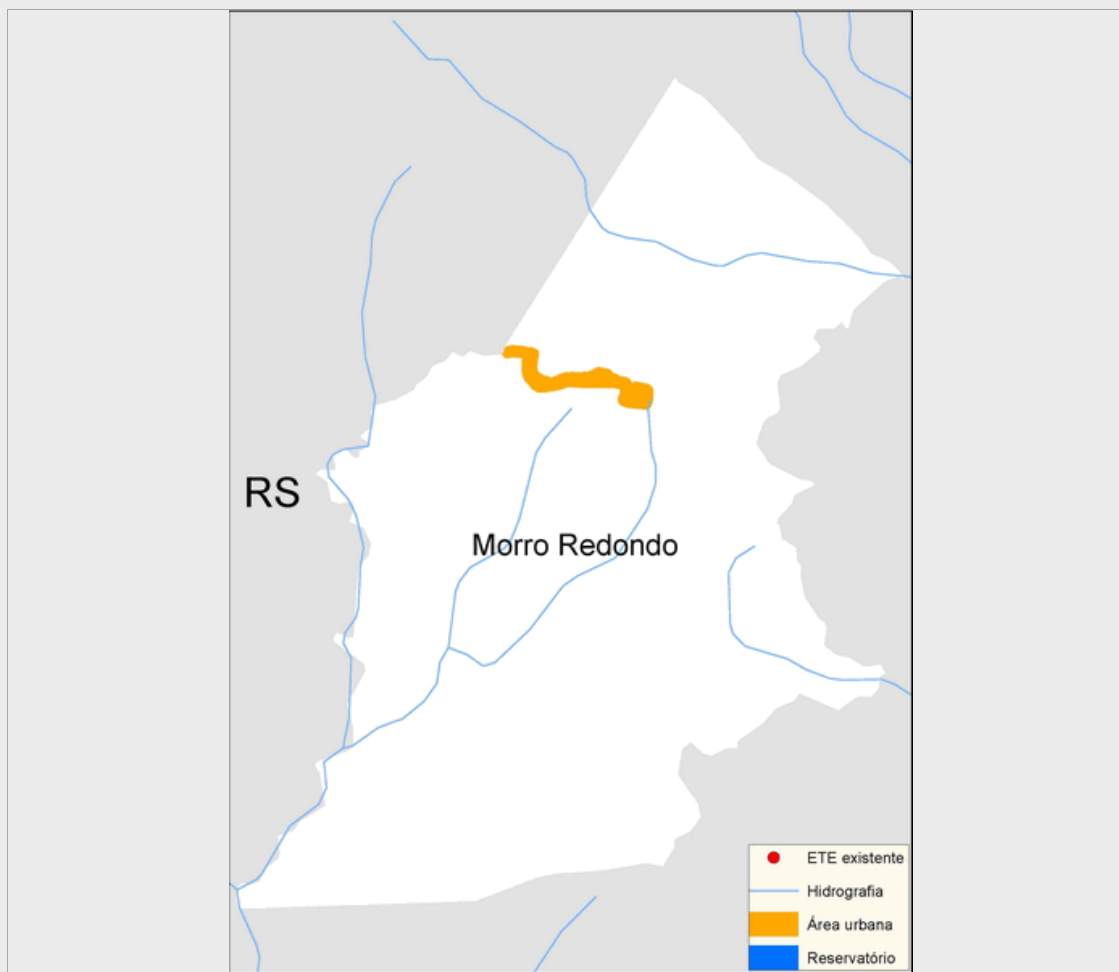 RS
Morro Redondo
ETE existente
Hidrografia
Área urbana
Reservatório